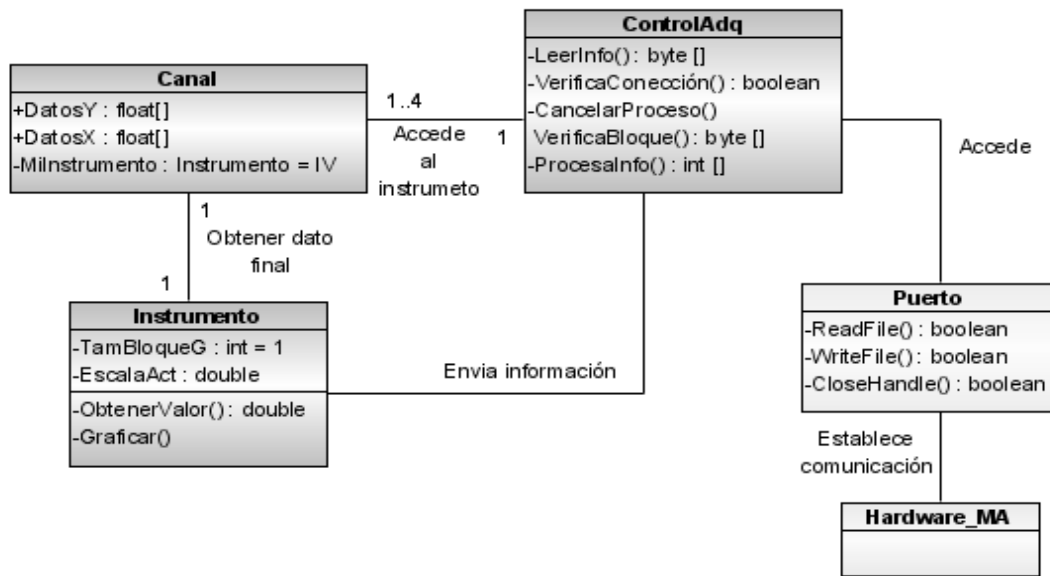 ControlAdq
-LeerInfo() : byte []
-VerificaConección() : boolean
-CancelarProceso()
VerificaBloque() : byte []
-ProcesaInfo() : int []
Canal
+DatosY : float[]
+DatosX : float[]
-MiInstrumento : Instrumento = IV
1..4
Accede
al
instrumeto
1
Accede
1
Obtener dato
final
1
Instrumento
-TamBloqueG : int = 1
-EscalaAct : double
-ObtenerValor() : double
-Graficar()
Envia información
Puerto
-ReadFile() : boolean
-WriteFile() : boolean
-CloseHandle() : boolean
Establece
comunicación
Hardware_MA